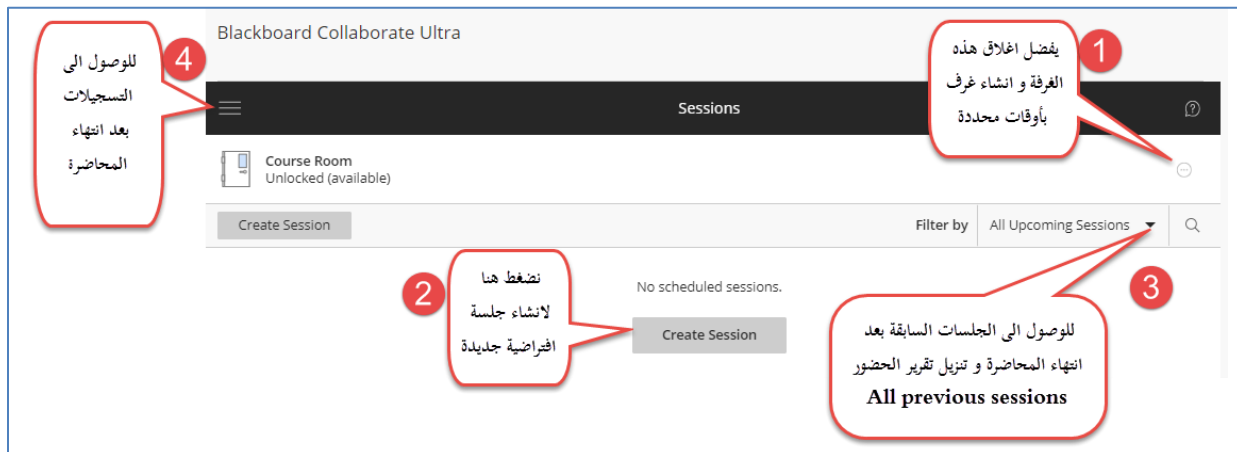 Blackboard Collaborate Ultra
1
يفضل اغلاق هذه
الغرفة و انشاء غرف
بأوقات محددة
4
للوصول الى
التسجيلات
بعد انتهاء
المحاضرة
Sessions
Course Room
Unlocked (available)
Create Session
Filter by
All Upcoming Sessions
2
نضغط هنا
لانشاء جلسة
افتراضية جديدة
No scheduled sessions.
Create Session
3
للوصول الى الجلسات السابقة بعد
انتهاء المحاضرة و تنزيل تقرير الحضور
All previous sessions